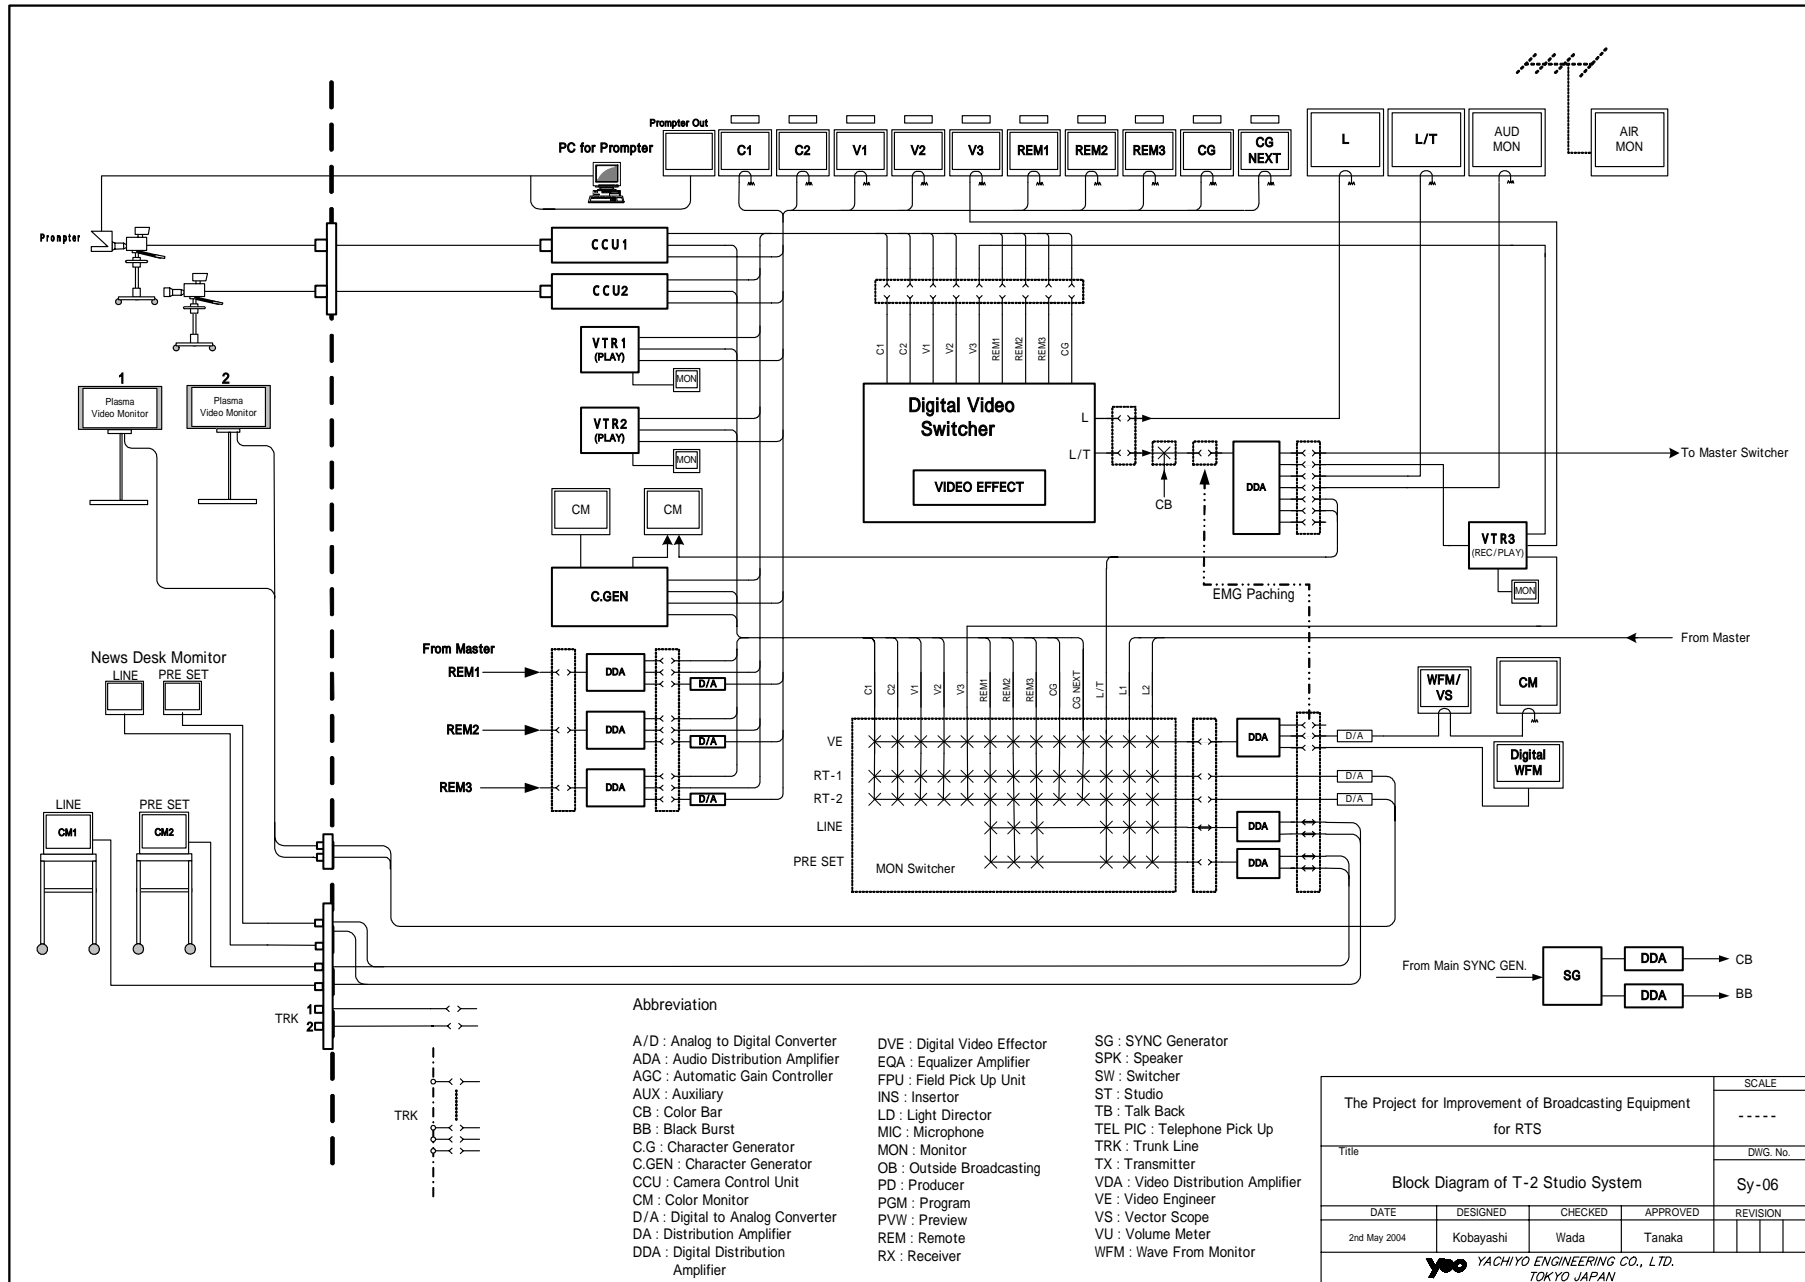 Prompter Out
PC for Prompter
C1
C2
V1
V2
V3
REM1
REM2
REM3
CG
CG
NEXT
L
L/T
AUD
MON
AIR
MON
Pronpter
CCU1
CCU2
VTR1
(PLAY)
MON
VTR2
(PLAY)
MON
1
2
Plasma
Video Monitor
Plasma
Video Monitor
C1
C2
V1
V2
V3
REM1
REM2
REM3
CG
Digital Video
Switcher
VIDEO EFFECT
L
L/T
CB
DDA
To Master Switcher
VTR3
(REC/PLAY)
MON
CM
CM
C.GEN
EMG Paching
From Master
From Master
REM1
REM2
REM3
DDA
DDA
DDA
D/A
D/A
D/A
News Desk Momitor
LINE
PRE SET
LINE
PRE SET
CM1
CM2
C1
C2
V1
V2
V3
REM1
REM2
REM3
CG
CG NEXT
L/T
L1
L2
VE
RT-1
RT-2
LINE
PRE SET
MON Switcher
DDA
DDA
DDA
D/A
D/A
D/A
WFM/
VS
CM
Digital
WFM
From Main SYNC GEN.
SG
DDA
DDA
CB
BB
TRK
1
2
TRK
Abbreviation
A/D : Analog to Digital Converter
ADA : Audio Distribution Amplifier
AGC : Automatic Gain Controller
AUX : Auxiliary
CB : Color Bar
BB : Black Burst
C.G : Character Generator
C.GEN : Character Generator
CCU : Camera Control Unit
CM : Color Monitor
D/A : Digital to Analog Converter
DA : Distribution Amplifier
DDA : Digital Distribution
Amplifier
DVE : Digital Video Effector
EQA : Equalizer Amplifier
FPU : Field Pick Up Unit
INS : Insertor
LD : Light Director
MIC : Microphone
MON : Monitor
OB : Outside Broadcasting
PD : Producer
PGM : Program
PVW : Preview
REM : Remote
RX : Receiver
SG : SYNC Generator
SPK : Speaker
SW : Switcher
ST : Studio
TB : Talk Back
TEL PIC : Telephone Pick Up
TRK : Trunk Line
TX : Transmitter
VDA : Video Distribution Amplifier
VE : Video Engineer
VS : Vector Scope
VU : Volume Meter
WFM : Wave From Monitor
The Project for Improvement of Broadcasting Equipment
for RTS
SCALE
-----
Title
Block Diagram of T-2 Studio System
DWG. No.
Sy-06
DATE
DESIGNED
CHECKED
APPROVED
REVISION
2nd May 2004
Kobayashi
Wada
Tanaka
yeo YACHIYO ENGINEERING CO., LTD.
TOKYO JAPAN